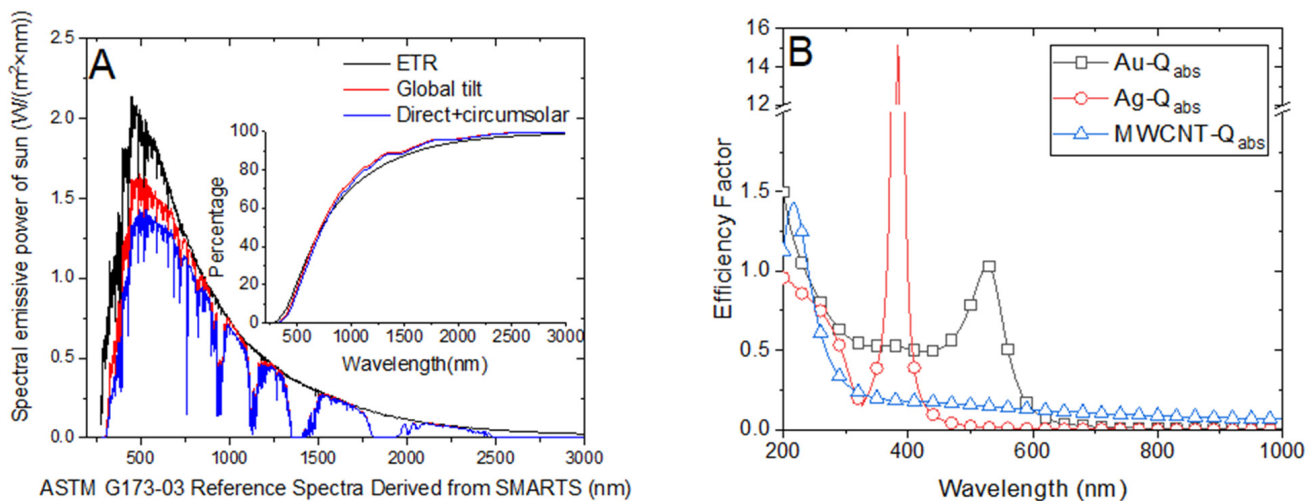 A
Spectral emissive power of sun (W/(m²×nm))
2.5
2.0
1.5
1.0
0.5
0.0
500
1000
1500
2000
2500
3000
ASTM G173-03 Reference Spectra Derived from SMARTS (nm)
ETR
Global tilt
Direct+circumsolar
Percentage
100
80
60
40
20
0
500
1000
1500
2000
2500
3000
Wavelength(nm)
B
Efficiency Factor
16
15
14
1.5
1.0
0.5
0.0
200
400
600
800
1000
Wavelength (nm)
Au-Qabs
Ag-Qabs
MWCNT-Qabs